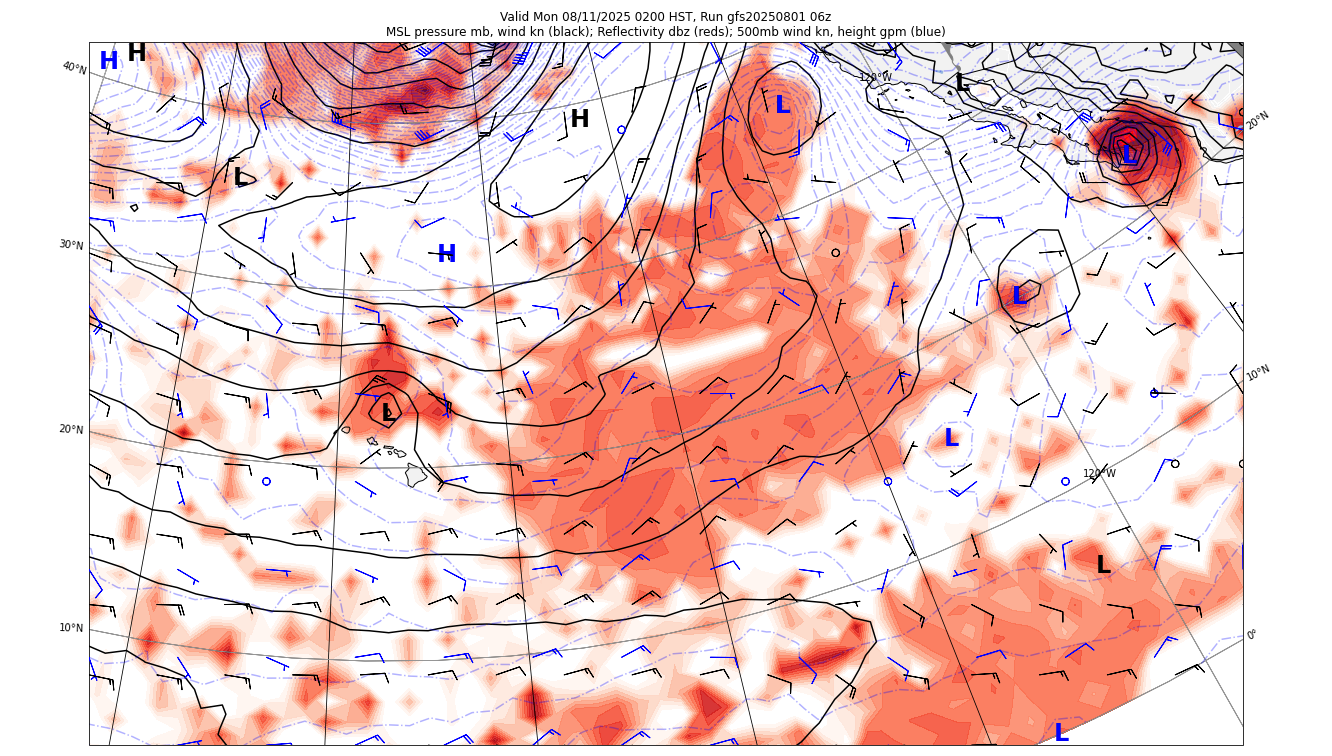 Valid Mon 08/11/2025 0200 HST, Run gfs20250801 06z
MSL pressure mb, wind kn (black); Reflectivity dbz (reds); 500mb wind kn, height gpm (blue)
H H
40°N
H
L
120°W
L
L
20°N
L
30°N
H
L
10°N
L
20°N
L
120°W
L
10°N
0°
L